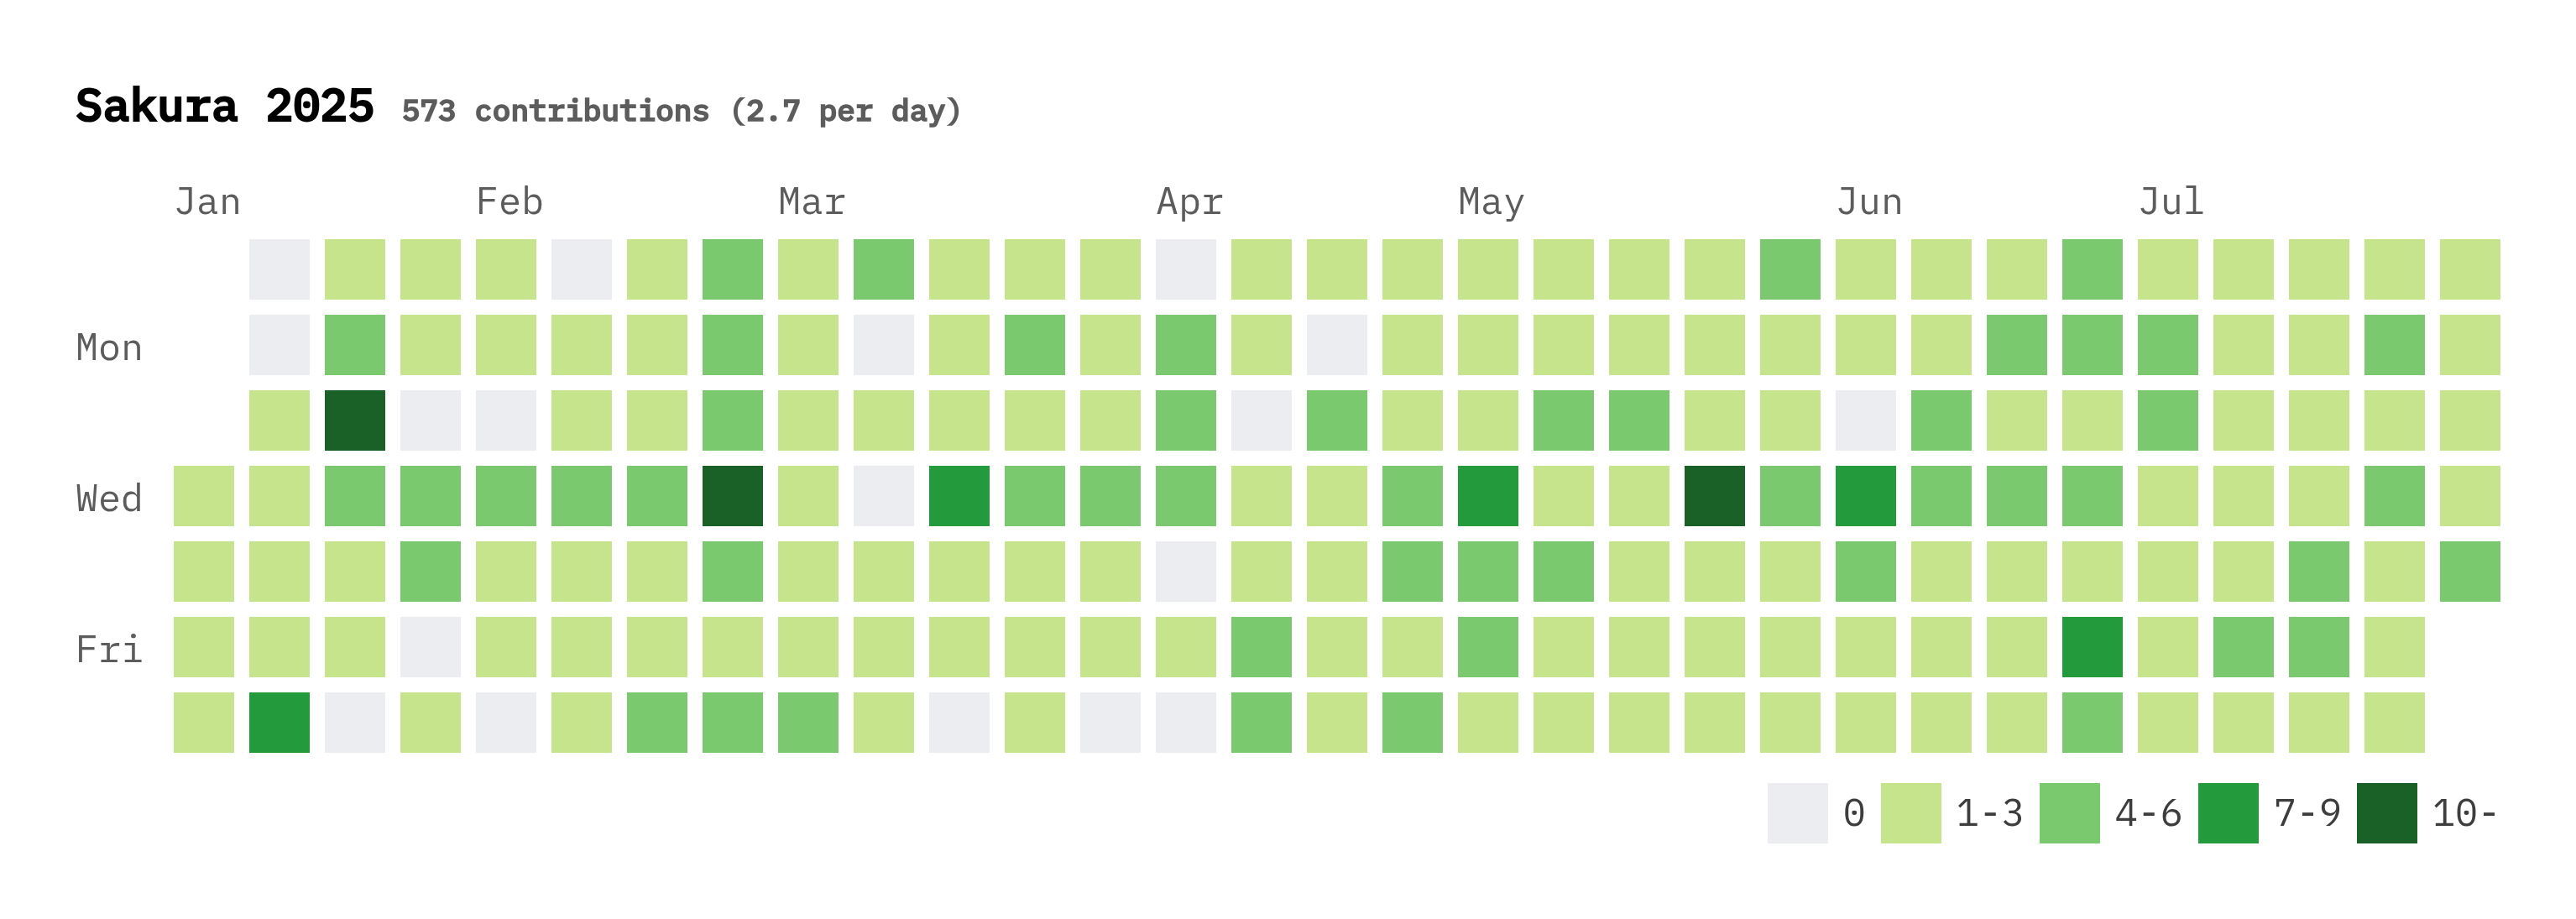 Sakura 2025 573 contributions (2.7 per day)
Jan Feb Mar Apr May Jun Jul
Mon
Wed
Fri
0 1-3 4-6 7-9 10-